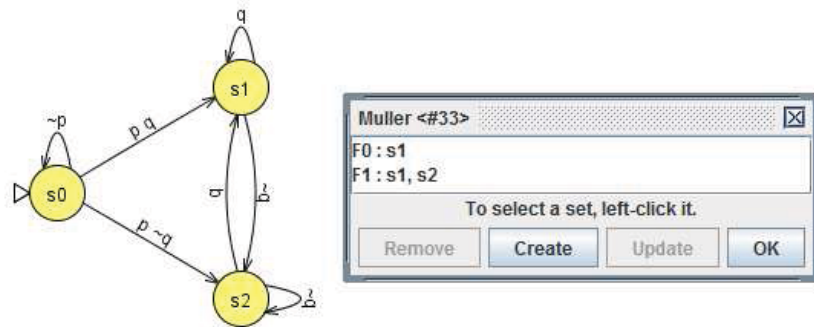 q
s1
~p
p q
s0
q
~q
p ~q
s2
~q
Muller <#33>
F0 : s1
F1 : s1, s2
To select a set, left-click it.
Remove Create Update OK